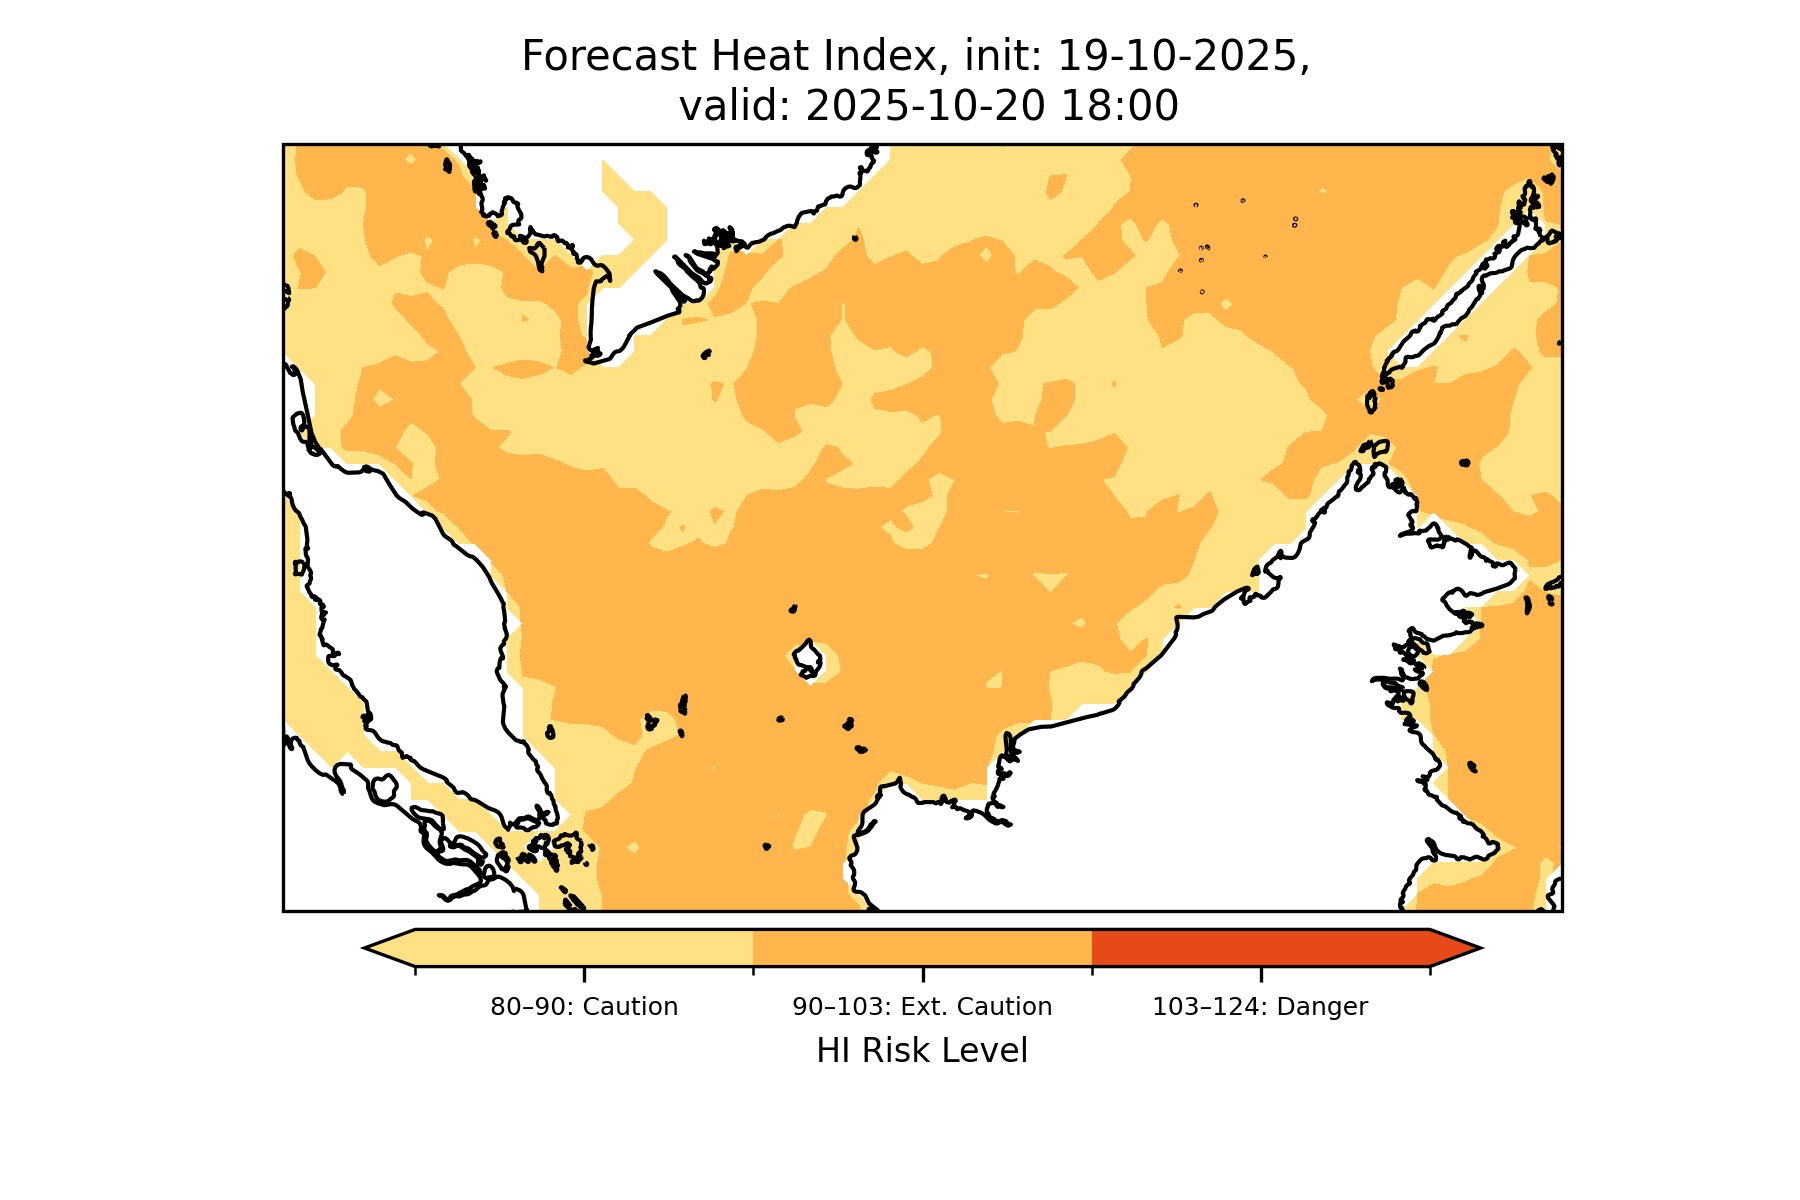 Forecast Heat Index, init: 19-10-2025,
valid: 2025-10-20 18:00
80–90: Caution
90–103: Ext. Caution
103–124: Danger
HI Risk Level